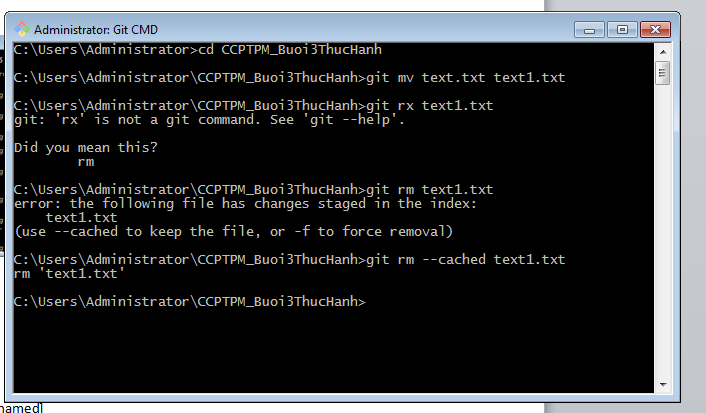 Administrator: Git CMD
C:\Users\Administrator>cd CCPTPM_Buoi3ThucHanh
C:\Users\Administrator\CCPTPM_Buoi3ThucHanh>git mv text.txt text1.txt
C:\Users\Administrator\CCPTPM_Buoi3ThucHanh>git rx text1.txt
git: 'rx' is not a git command. See 'git --help'.
Did you mean this?
rm
C:\Users\Administrator\CCPTPM_Buoi3ThucHanh>git rm text1.txt
error: the following file has changes staged in the index:
text1.txt
(use --cached to keep the file, or -f to force removal)
C:\Users\Administrator\CCPTPM_Buoi3ThucHanh>git rm --cached text1.txt
rm 'text1.txt'
C:\Users\Administrator\CCPTPM_Buoi3ThucHanh>